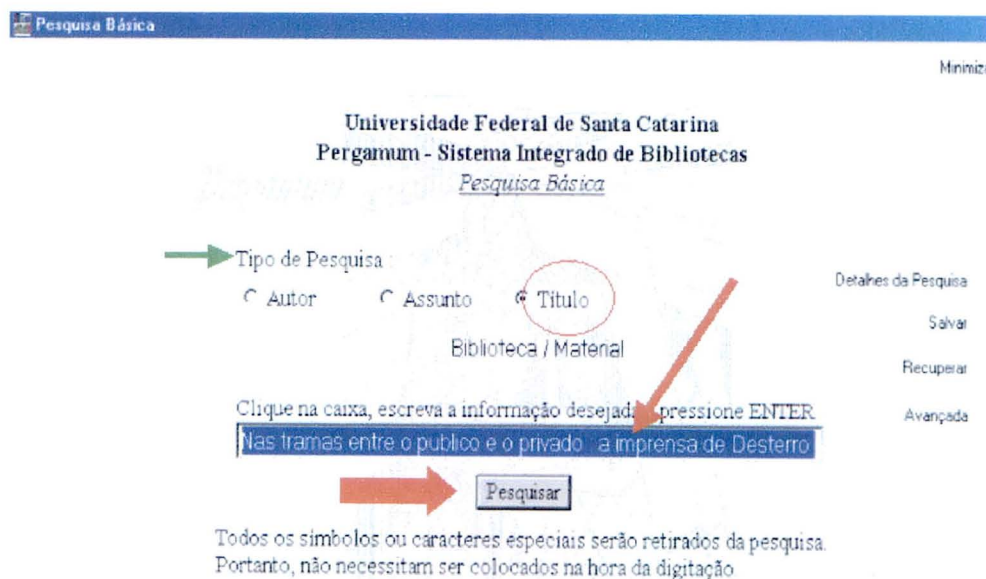 Pesquisa Básica
Minimiza
Universidade Federal de Santa Catarina
Pergamum - Sistema Integrado de Bibliotecas
Pesquisa Básica
Tipo de Pesquisa :
Autor Assunto Título
Detalhes da Pesquisa
Salvar
Biblioteca / Material
Recuperar
Clique na caixa, escreva a informação desejada pressione ENTER
Avançada
Nas tramas entre o publico e o privado : a imprensa de Desterro
Pesquisar
Todos os símbolos ou caracteres especiais serão retirados da pesquisa.
Portanto, não necessitam ser colocados na hora da digitação